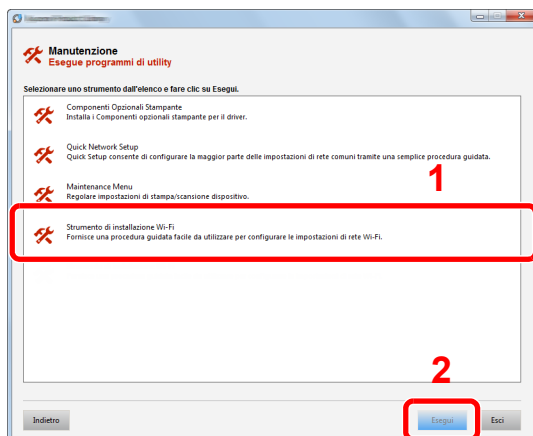 Manutenzione
Esegue programmi di utility
Selezionare uno strumento dall'elenco e fare clic su Esegui.
Componenti Opzionali Stampante
Installa i Componenti opzionali stampante per il driver.
Quick Network Setup
Quick Setup consente di configurare la maggior parte delle impostazioni di rete comuni tramite una semplice procedura guidata.
1
Maintenance Menu
Regolare impostazioni di stampa/scansione dispositivo.
Strumento di installazione Wi-Fi
Fornisce una procedura guidata facile da utilizzare per configurare le impostazioni di rete Wi-Fi.
2
Indietro
Esegui
Esci